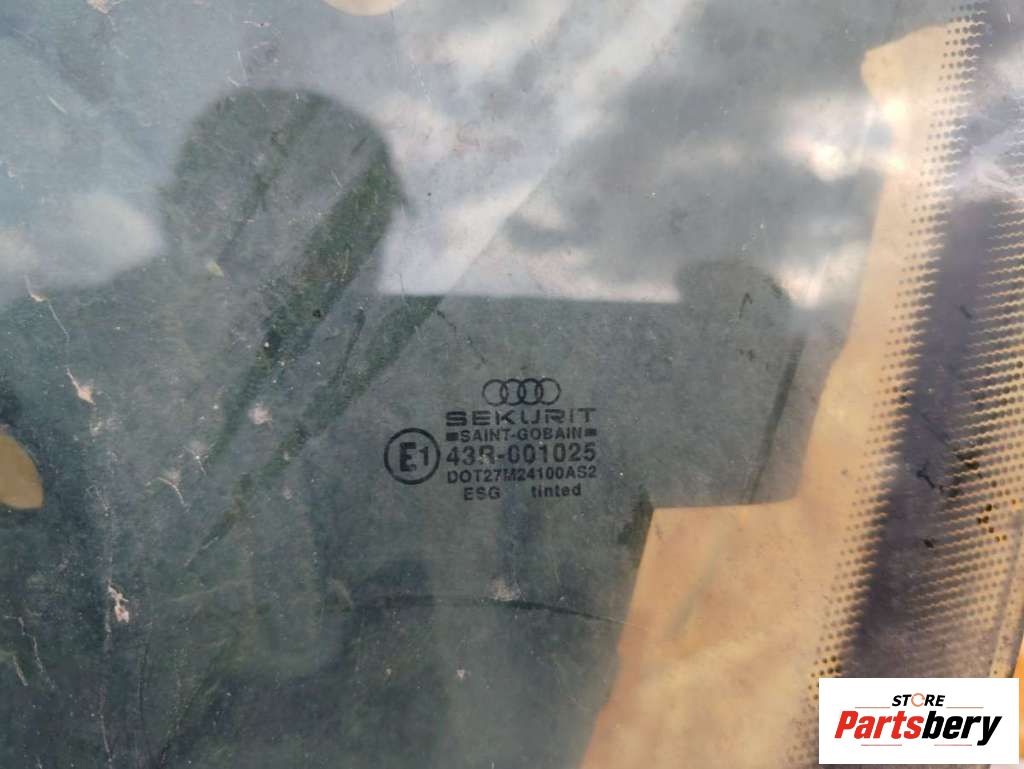 SEKURIT
SAINT-GOBAIN
E1 43R-001025
DOT27M24100AS2
ESG tinted
STORE
Partsbery